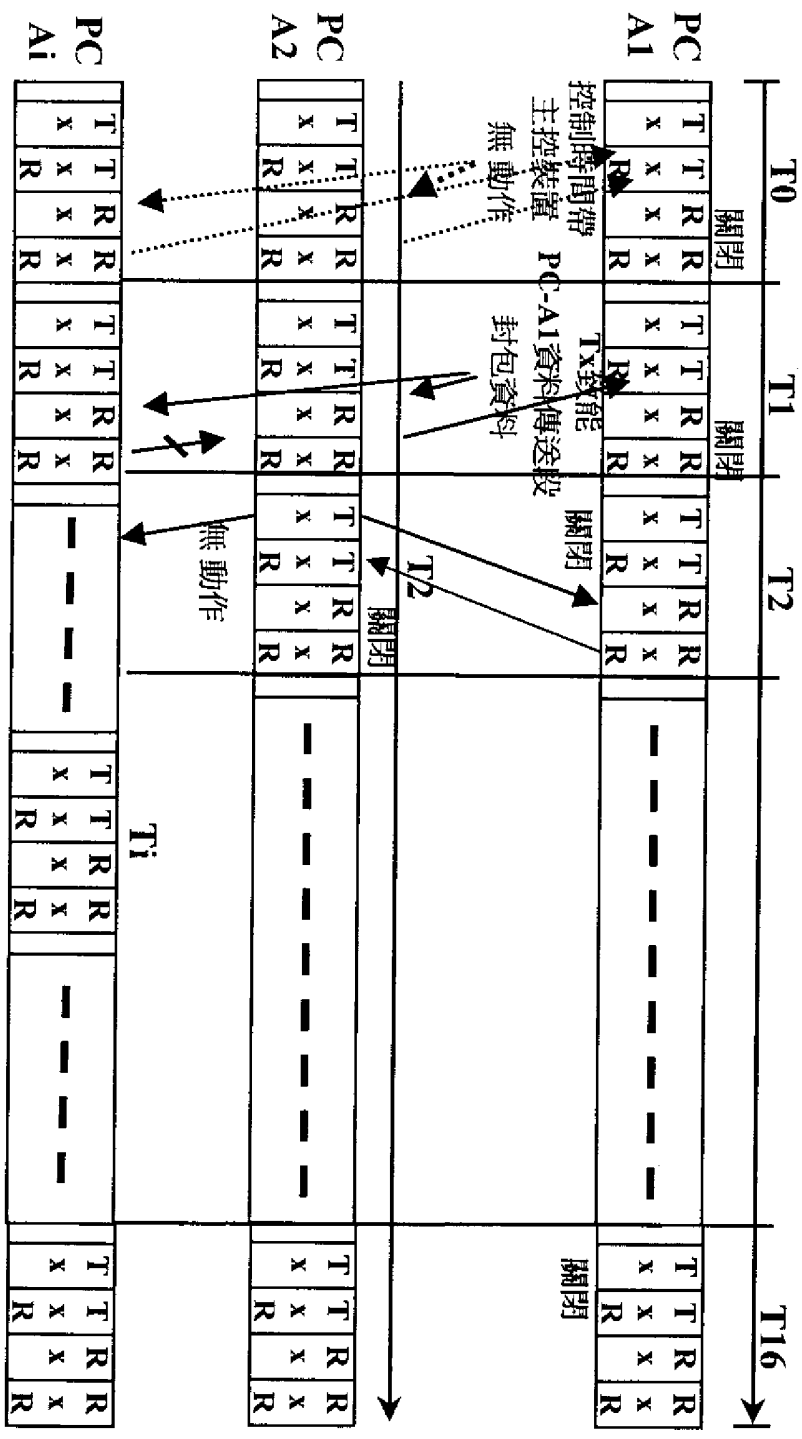 T0 T1 T2 T16
關閉 關閉
PC T T R R T T R R T T R R T T R R
A1 x x x x x x x x x x x x x x x x
R R R R R R R R
控制時間帶 Tx致能 關閉 關閉
主控裝置 PC-A1資料傳送段
無動作 封包資料
T2
關閉
PC T T R R T T R R T T R R T T R R
A2 x x x x x x x x x x x x x x x x
R R R R R R R R
無動作
Ti
PC T T R R T T R R T T R R T T R R
Ai x x x x x x x x x x x x x x x x
R R R R R R R R